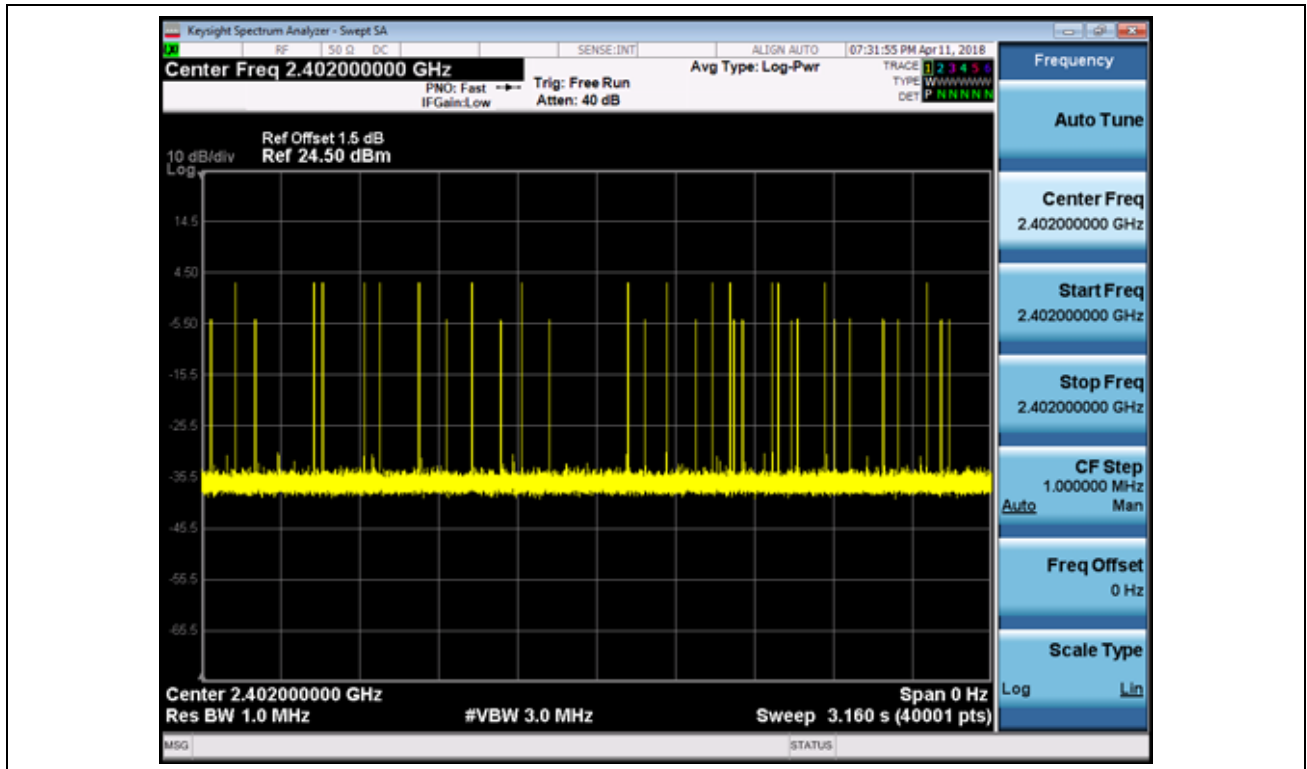 Keysight Spectrum Analyzer - Swept SA
RF 50 Ω DC SENSE:INT ALIGN AUTO 07:31:55 PM Apr 11, 2018
Center Freq 2.402000000 GHz
PNO: Fast
IFGain:Low
Trig: Free Run
Atten: 40 dB
Avg Type: Log-Pwr
TRACE 1 2 3 4 5 6
TYPE WWWWWW
DET P N N N N N
Ref Offset 1.5 dB
10 dB/div Ref 24.50 dBm
Log
14.5
4.50
-5.50
-15.5
-25.5
-35.5
-45.5
-55.5
-65.5
Center 2.402000000 GHz Span 0 Hz
Res BW 1.0 MHz #VBW 3.0 MHz Sweep 3.160 s (40001 pts)
MSG STATUS
Frequency
Auto Tune
Center Freq
2.402000000 GHz
Start Freq
2.402000000 GHz
Stop Freq
2.402000000 GHz
CF Step
1.000000 MHz
Auto Man
Freq Offset
0 Hz
Scale Type
Log Lin